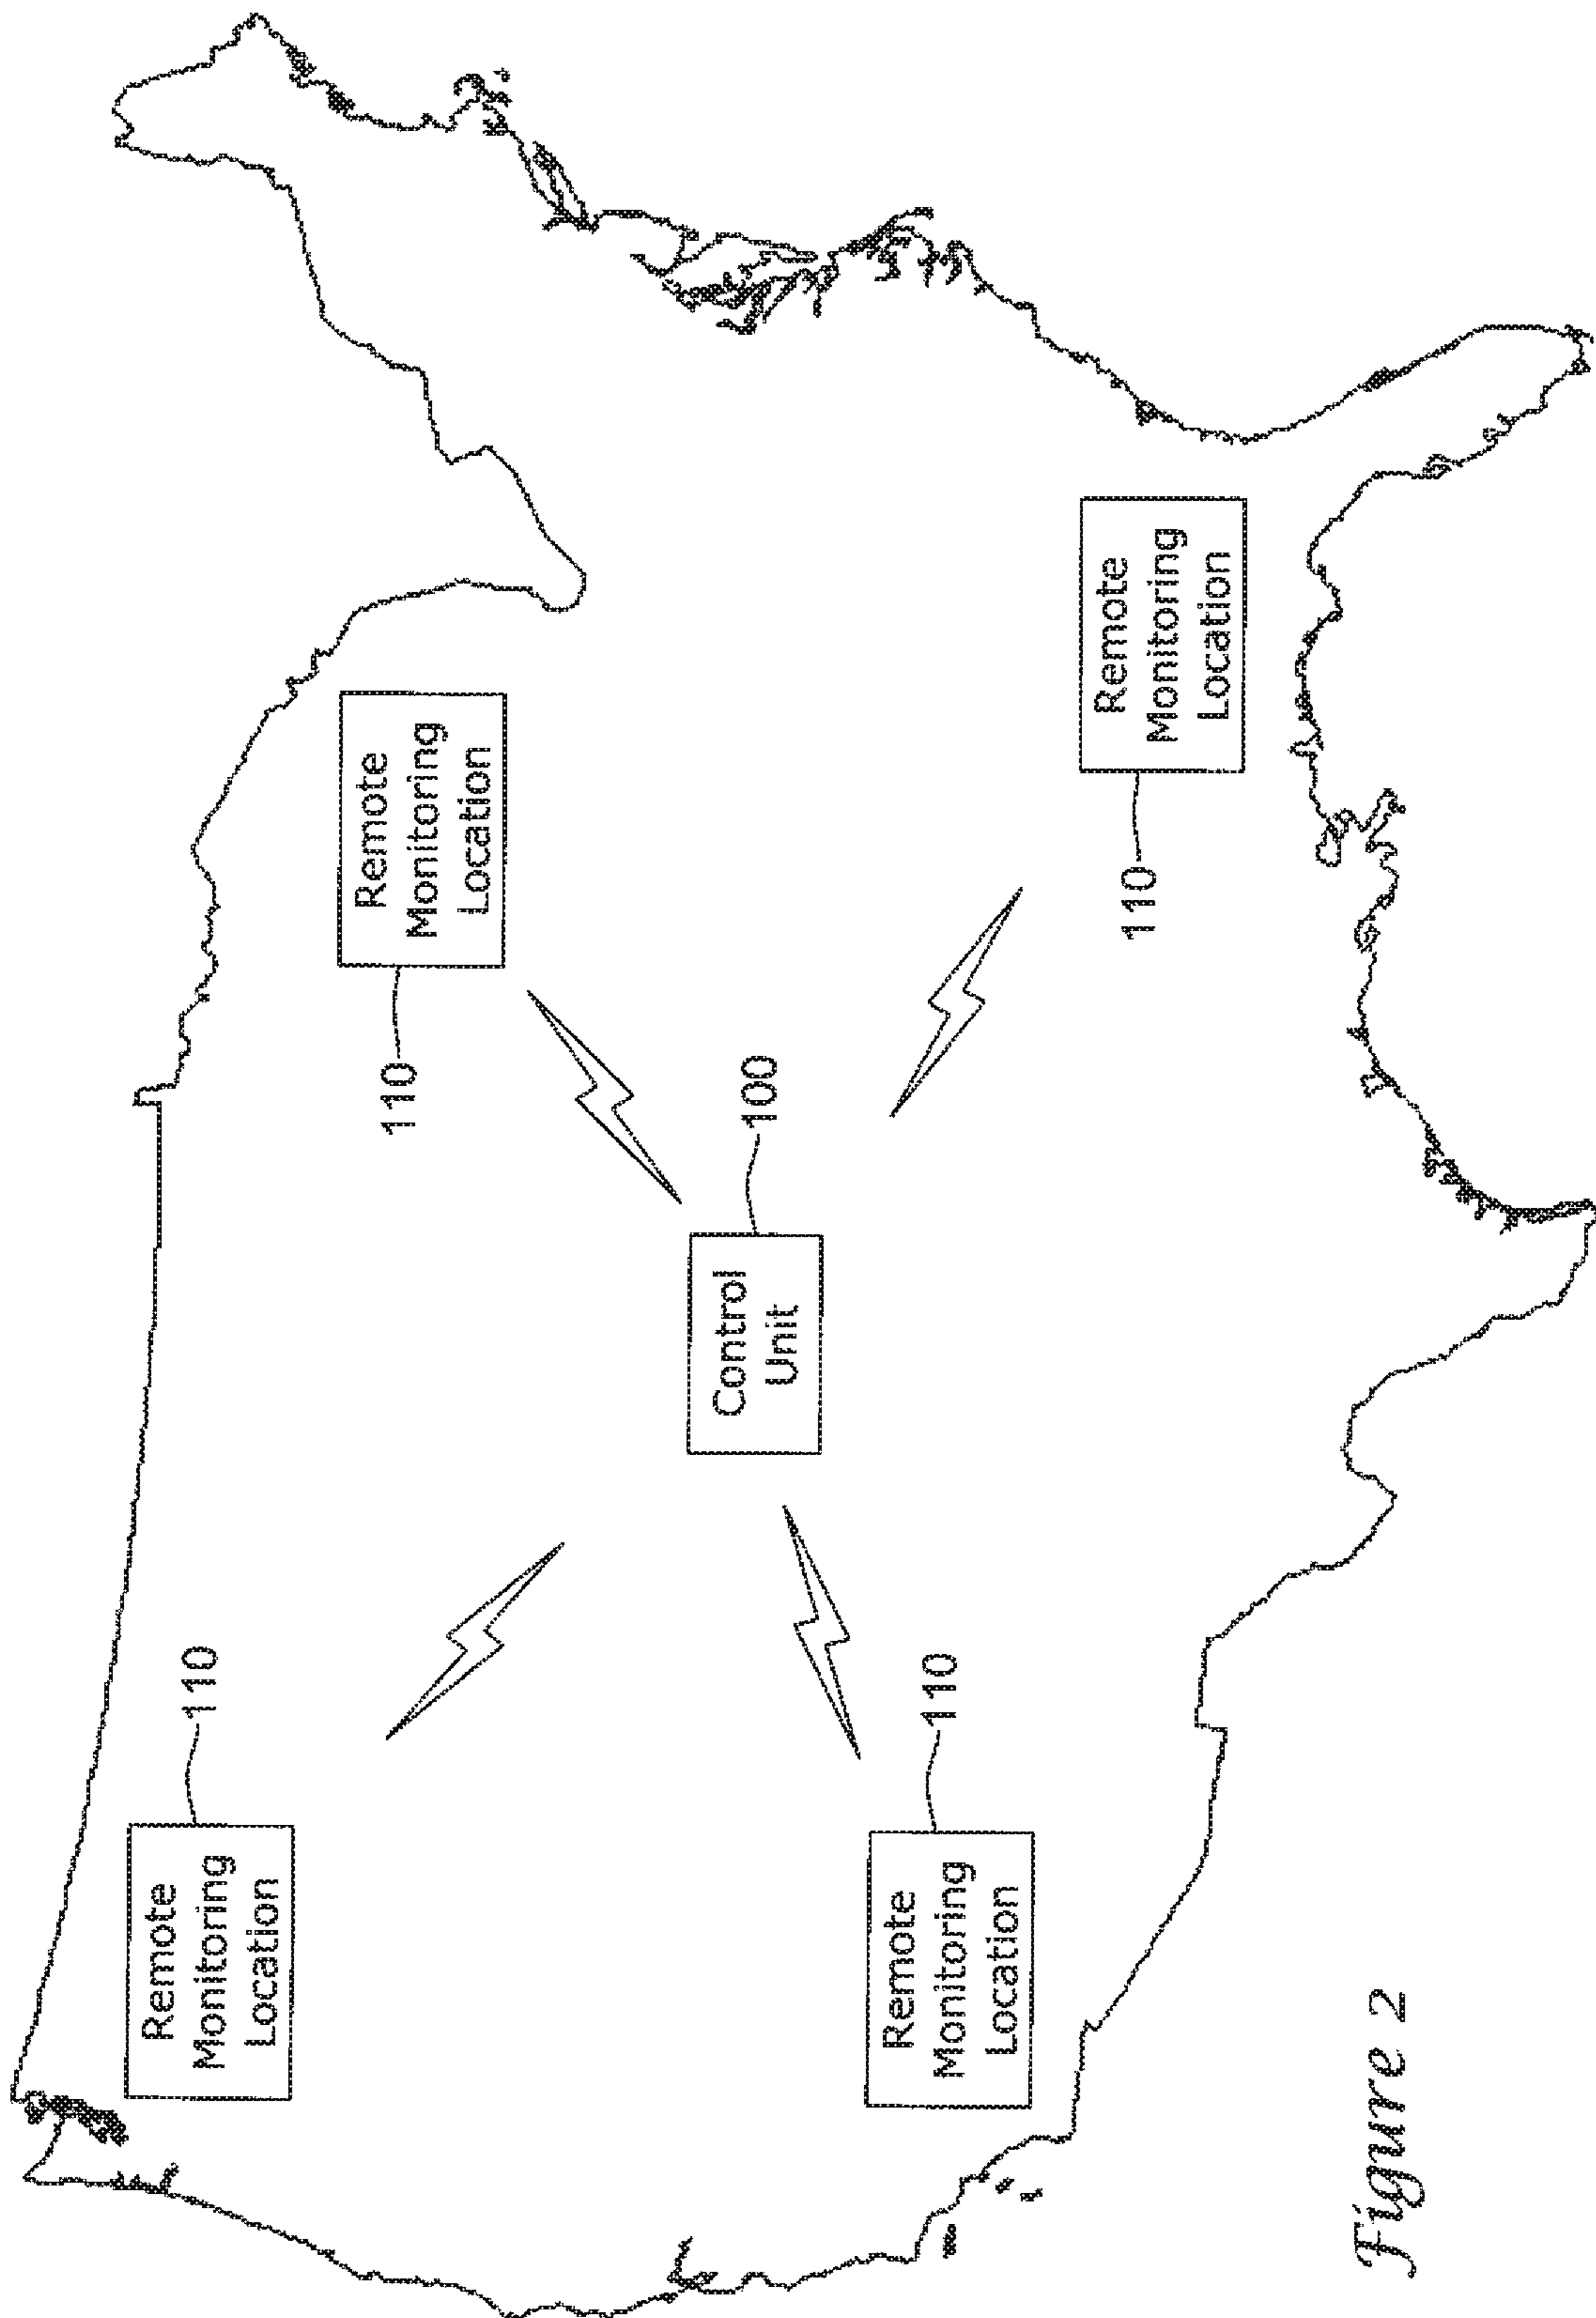 Remote
Monitoring
Location
110
Remote
Monitoring
Location
110
Control
Unit
100
Remote
Monitoring
Location
110
Remote
Monitoring
Location
110
Figure 2